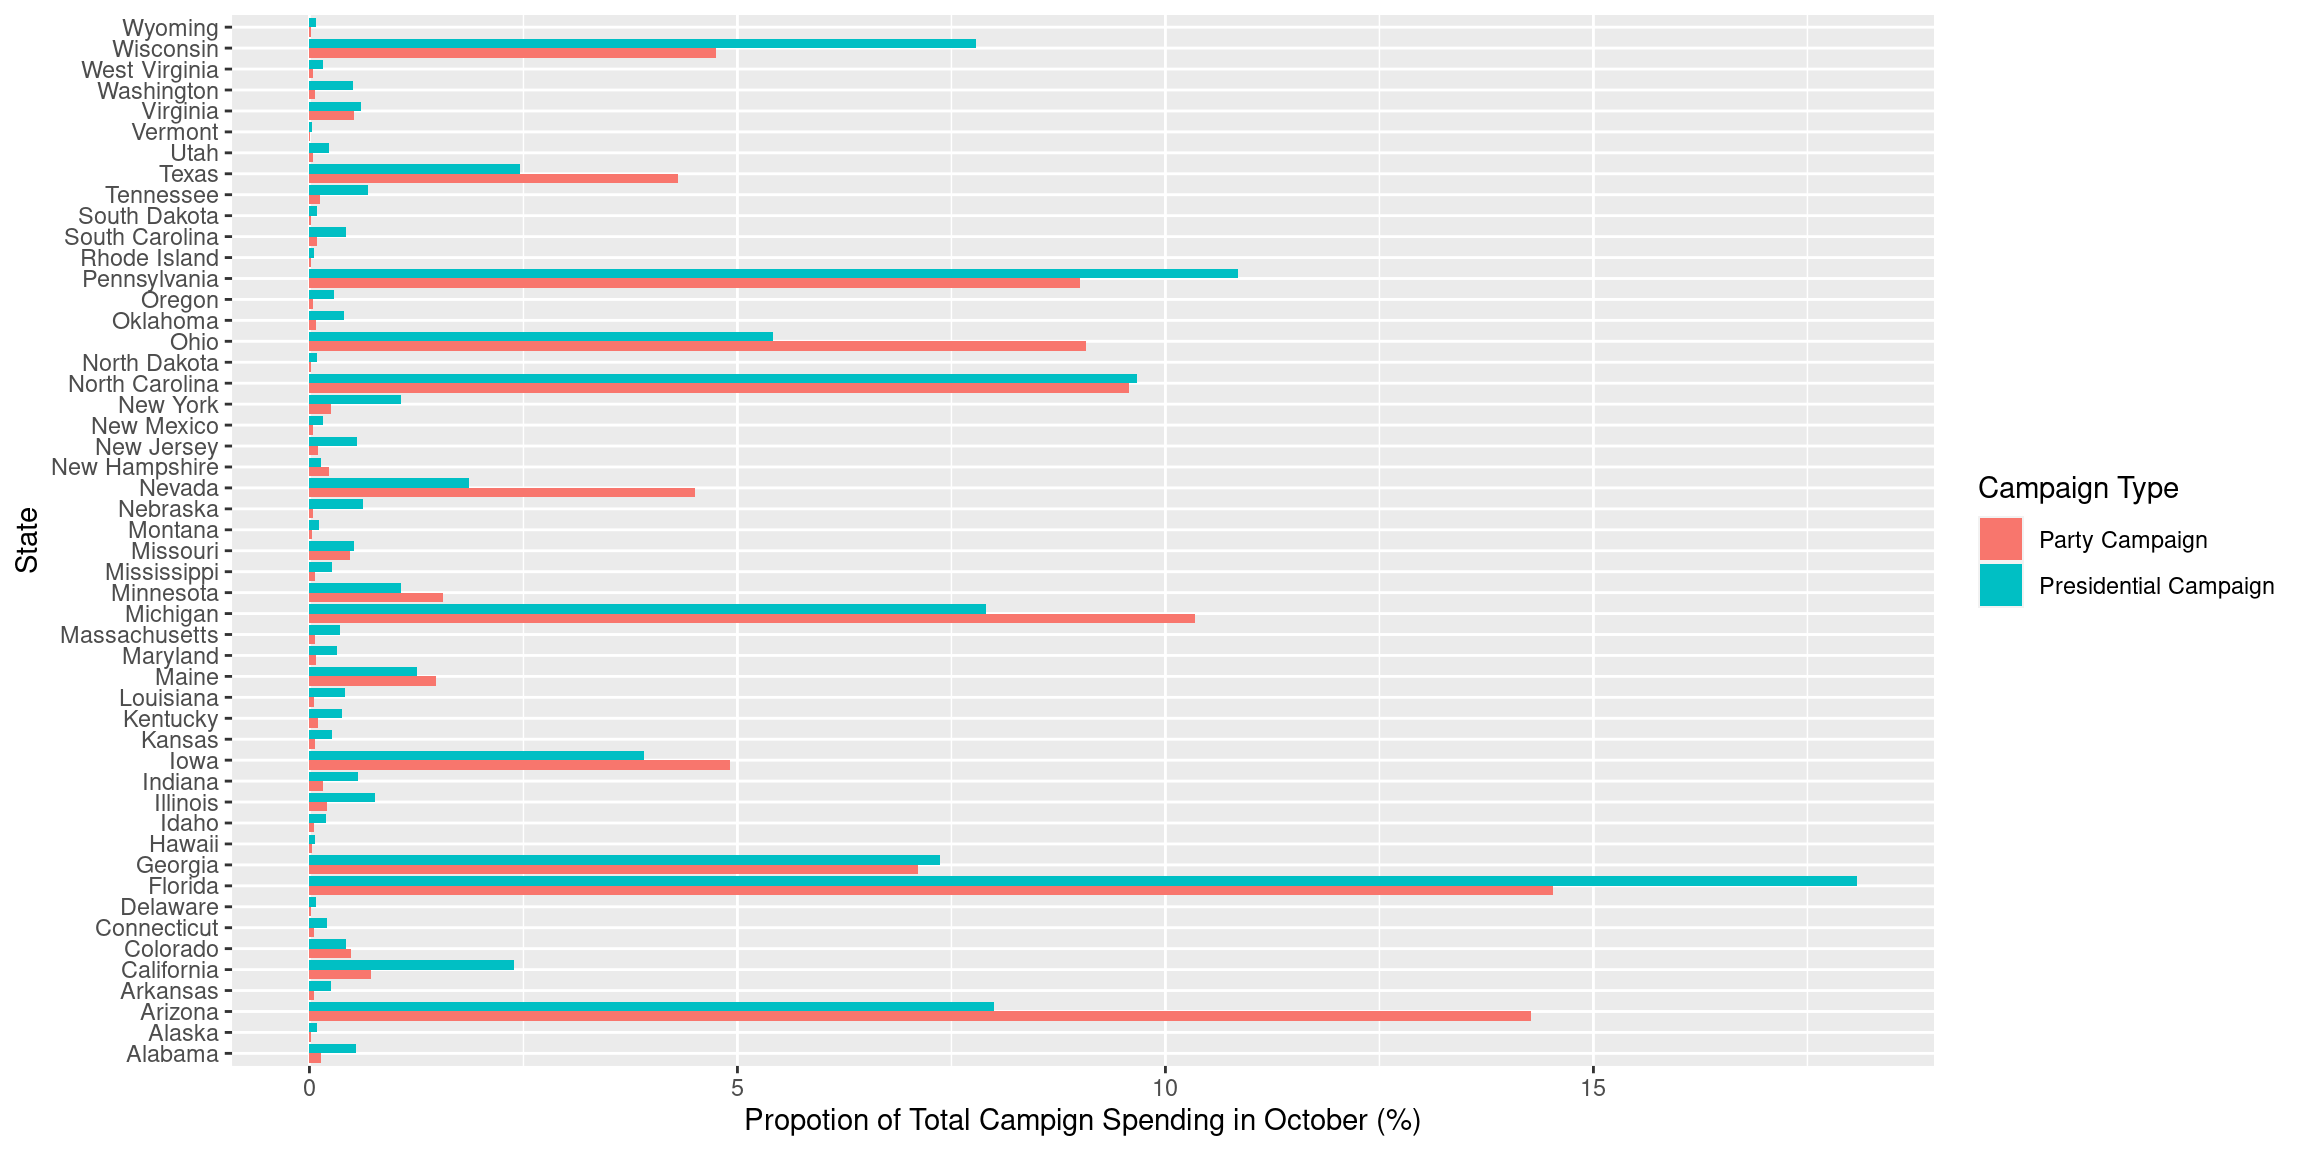 Wyoming
Wisconsin
West Virginia
Washington
Virginia
Vermont
Utah
Texas
Tennessee
South Dakota
South Carolina
Rhode Island
Pennsylvania
Oregon
Oklahoma
Ohio
North Dakota
North Carolina
New York
New Mexico
New Jersey
New Hampshire
Nevada
Nebraska
Montana
Missouri
Mississippi
Minnesota
Michigan
Massachusetts
Maryland
Maine
Louisiana
Kentucky
Kansas
Iowa
Indiana
Illinois
Idaho
Hawaii
Georgia
Florida
Delaware
Connecticut
Colorado
California
Arkansas
Arizona
Alaska
Alabama
State
0 5 10 15
Propotion of Total Campign Spending in October (%)
Campaign Type
Party Campaign
Presidential Campaign